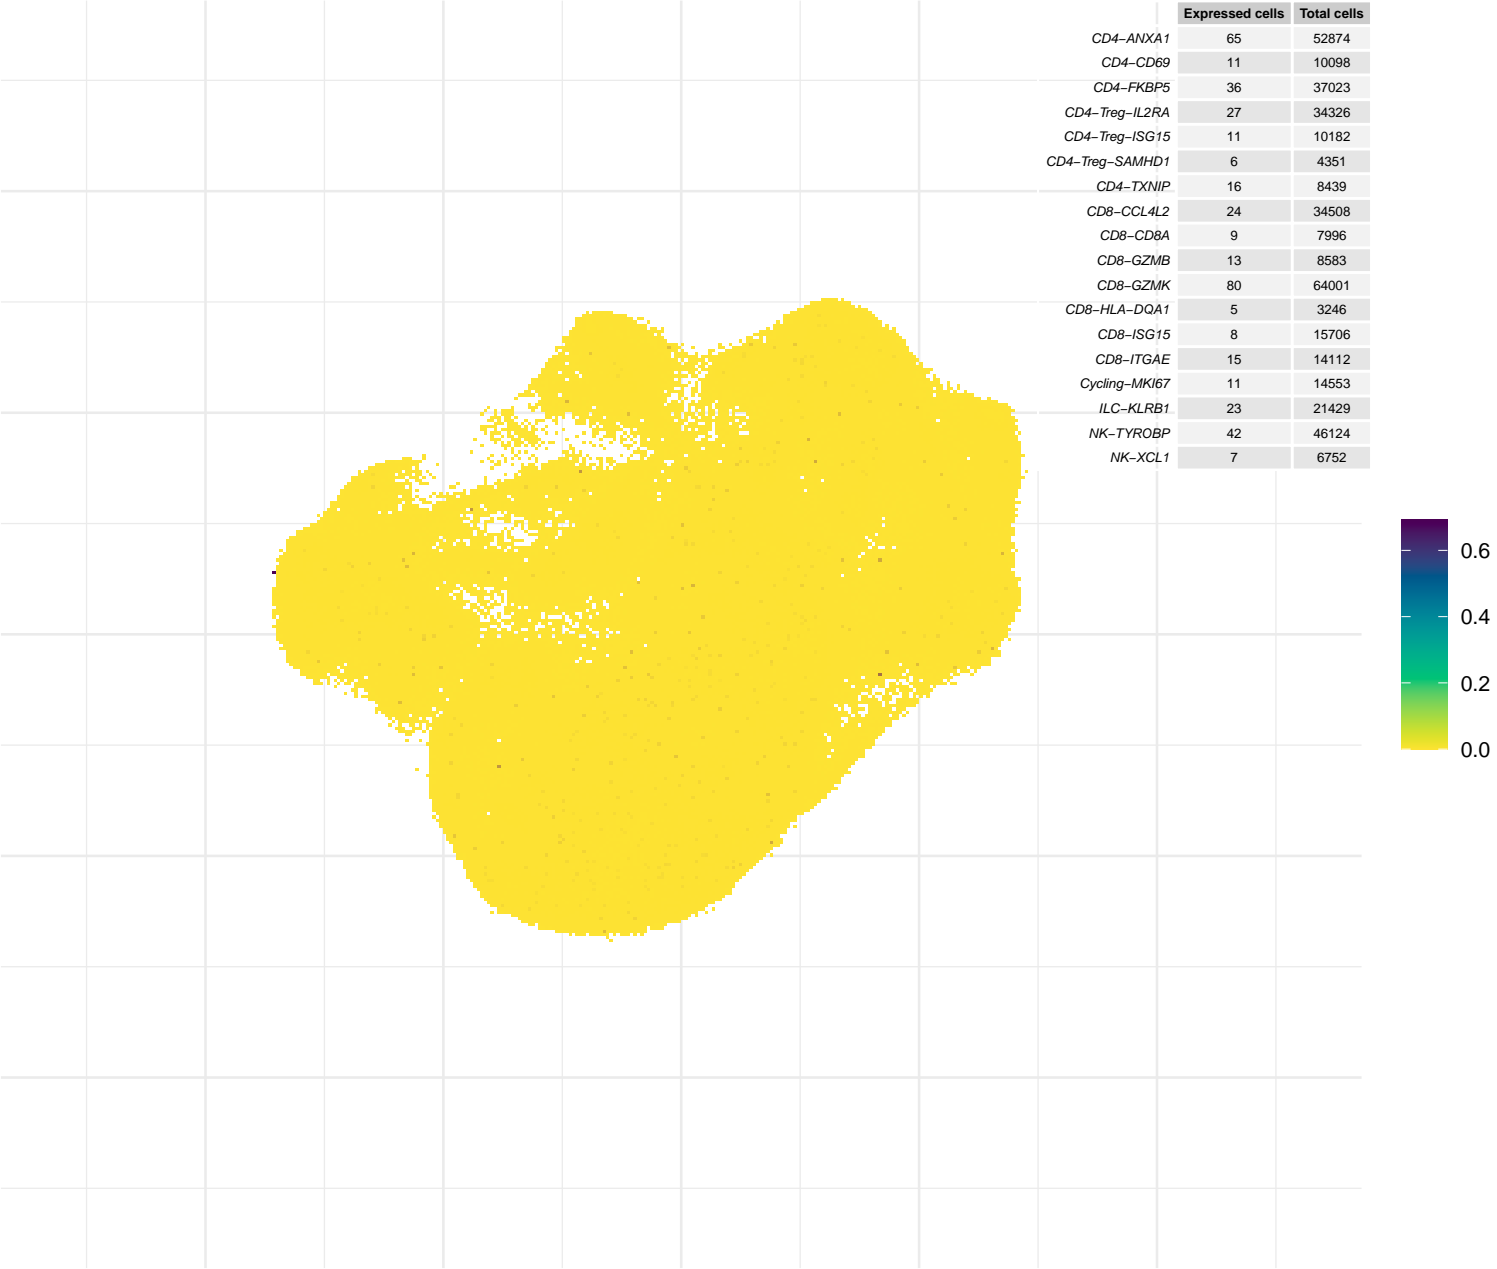 Expressed cells Total cells
CD4−ANXA1 65 52874
CD4−CD69 11 10098
CD4−FKBP5 36 37023
CD4−Treg−IL2RA 27 34326
CD4−Treg−ISG15 11 10182
CD4−Treg−SAMHD1 6 4351
CD4−TXNIP 16 8439
CD8−CCL4L2 24 34508
CD8−CD8A 9 7996
CD8−GZMB 13 8583
CD8−GZMK 80 64001
CD8−HLA−DQA1 5 3246
CD8−ISG15 8 15706
CD8−ITGAE 15 14112
Cycling−MKI67 11 14553
ILC−KLRB1 23 21429
NK−TYROBP 42 46124
NK−XCL1 7 6752
0.6
0.4
0.2
0.0